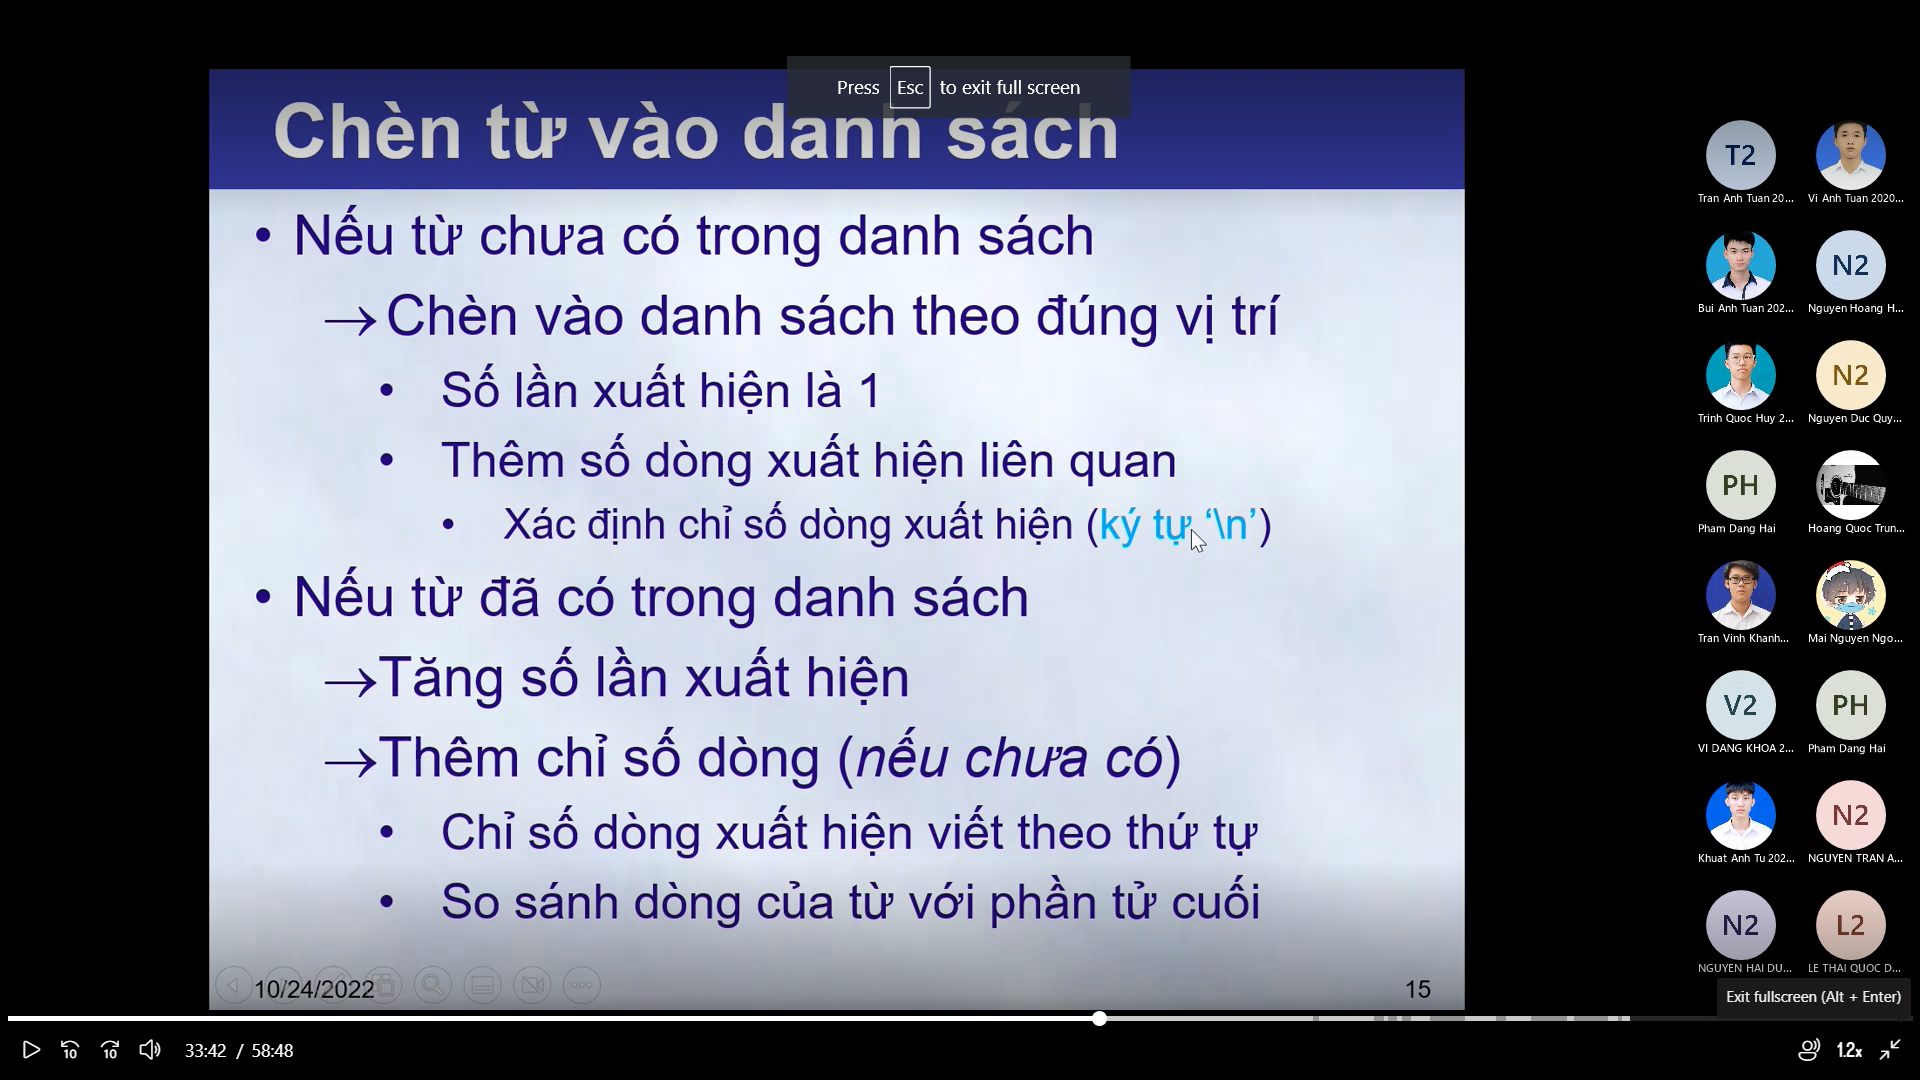 Press Esc to exit full screen
Chèn từ vào danh sách
• Nếu từ chưa có trong danh sách
→Chèn vào danh sách theo đúng vị trí
• Số lần xuất hiện là 1
• Thêm số dòng xuất hiện liên quan
• Xác định chỉ số dòng xuất hiện (ký tự ‘\n’)
• Nếu từ đã có trong danh sách
→Tăng số lần xuất hiện
→Thêm chỉ số dòng (nếu chưa có)
• Chỉ số dòng xuất hiện viết theo thứ tự
• So sánh dòng của từ với phần tử cuối
10/24/2022
15
T2
Tran Anh Tuan 20...
Vi Anh Tuan 2020...
Bui Anh Tuan 202...
N2
Nguyen Hoang H...
Trinh Quoc Huy 2...
N2
Nguyen Duc Quy...
PH
Pham Dang Hai
Hoang Quoc Trun...
Tran Vinh Khanh...
Mai Nguyen Ngo...
V2
VI DANG KHOA 2...
PH
Pham Dang Hai
Khuat Anh Tu 202...
N2
NGUYEN TRAN A...
N2
NGUYEN HAI DU...
L2
LE THAI QUOC D...
Exit fullscreen (Alt + Enter)
10
10
33:42 / 58:48
1.2x